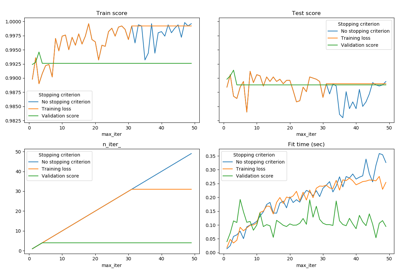 Train score
1.0000
0.9975
0.9950
0.9925
0.9900
0.9875
0.9850
0.9825
Stopping criterion
No stopping criterion
Training loss
Validation score
0 10 20 30 40 50
max_iter
Test score
Stopping criterion
No stopping criterion
Training loss
Validation score
0 10 20 30 40 50
max_iter
n_iter_
50
40
30
20
10
0
Stopping criterion
No stopping criterion
Training loss
Validation score
0 10 20 30 40 50
max_iter
Fit time (sec)
0.35
0.30
0.25
0.20
0.15
0.10
0.05
0.00
Stopping criterion
No stopping criterion
Training loss
Validation score
0 10 20 30 40 50
max_iter